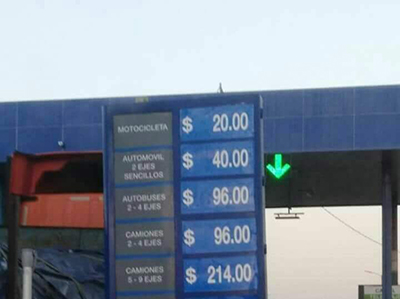 MOTOCICLETA $ 20.00
AUTOMOVIL
2 EJES
SENCILLOS $ 40.00
AUTOBUSES
2 - 4 EJES $ 96.00
CAMIONES
2 - 4 EJES $ 96.00
CAMIONES
5 - 9 EJES $ 214.00